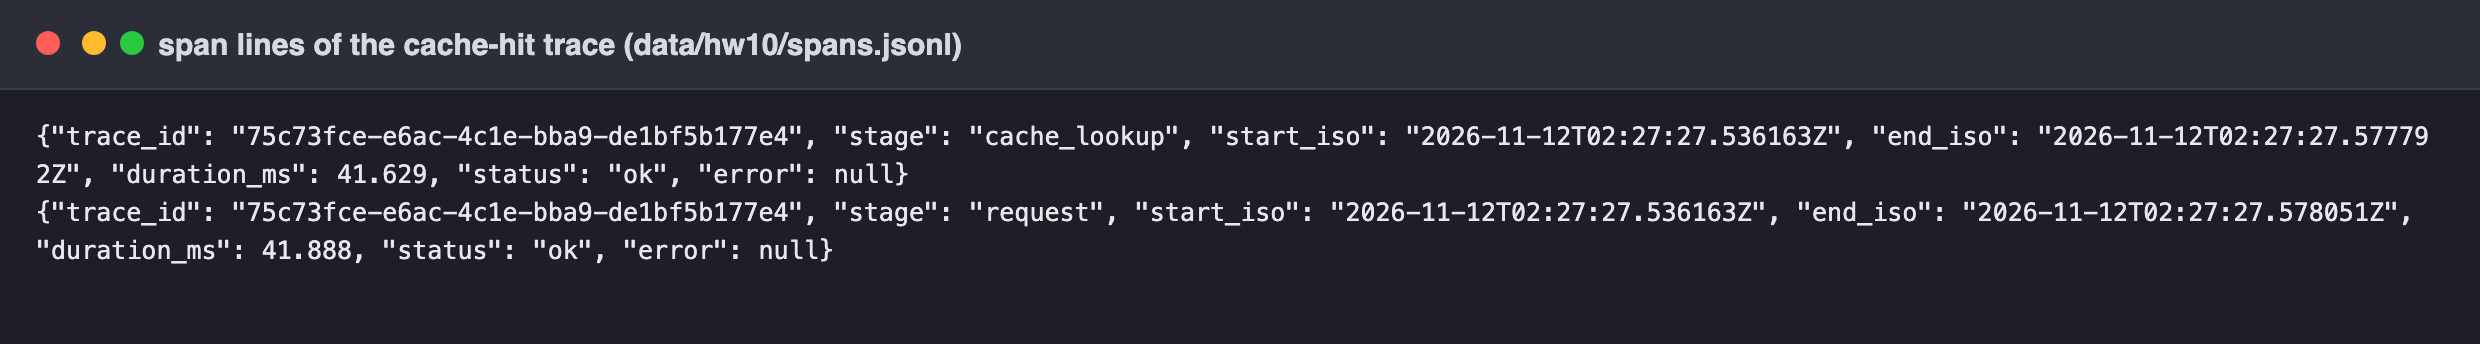 span lines of the cache-hit trace (data/hw10/spans.jsonl)
{"trace_id": "75c73fce-e6ac-4c1e-bba9-de1bf5b177e4", "stage": "cache_lookup", "start_iso": "2026-11-12T02:27:27.536163Z", "end_iso": "2026-11-12T02:27:27.57779
2Z", "duration_ms": 41.629, "status": "ok", "error": null}
{"trace_id": "75c73fce-e6ac-4c1e-bba9-de1bf5b177e4", "stage": "request", "start_iso": "2026-11-12T02:27:27.536163Z", "end_iso": "2026-11-12T02:27:27.578051Z",
"duration_ms": 41.888, "status": "ok", "error": null}